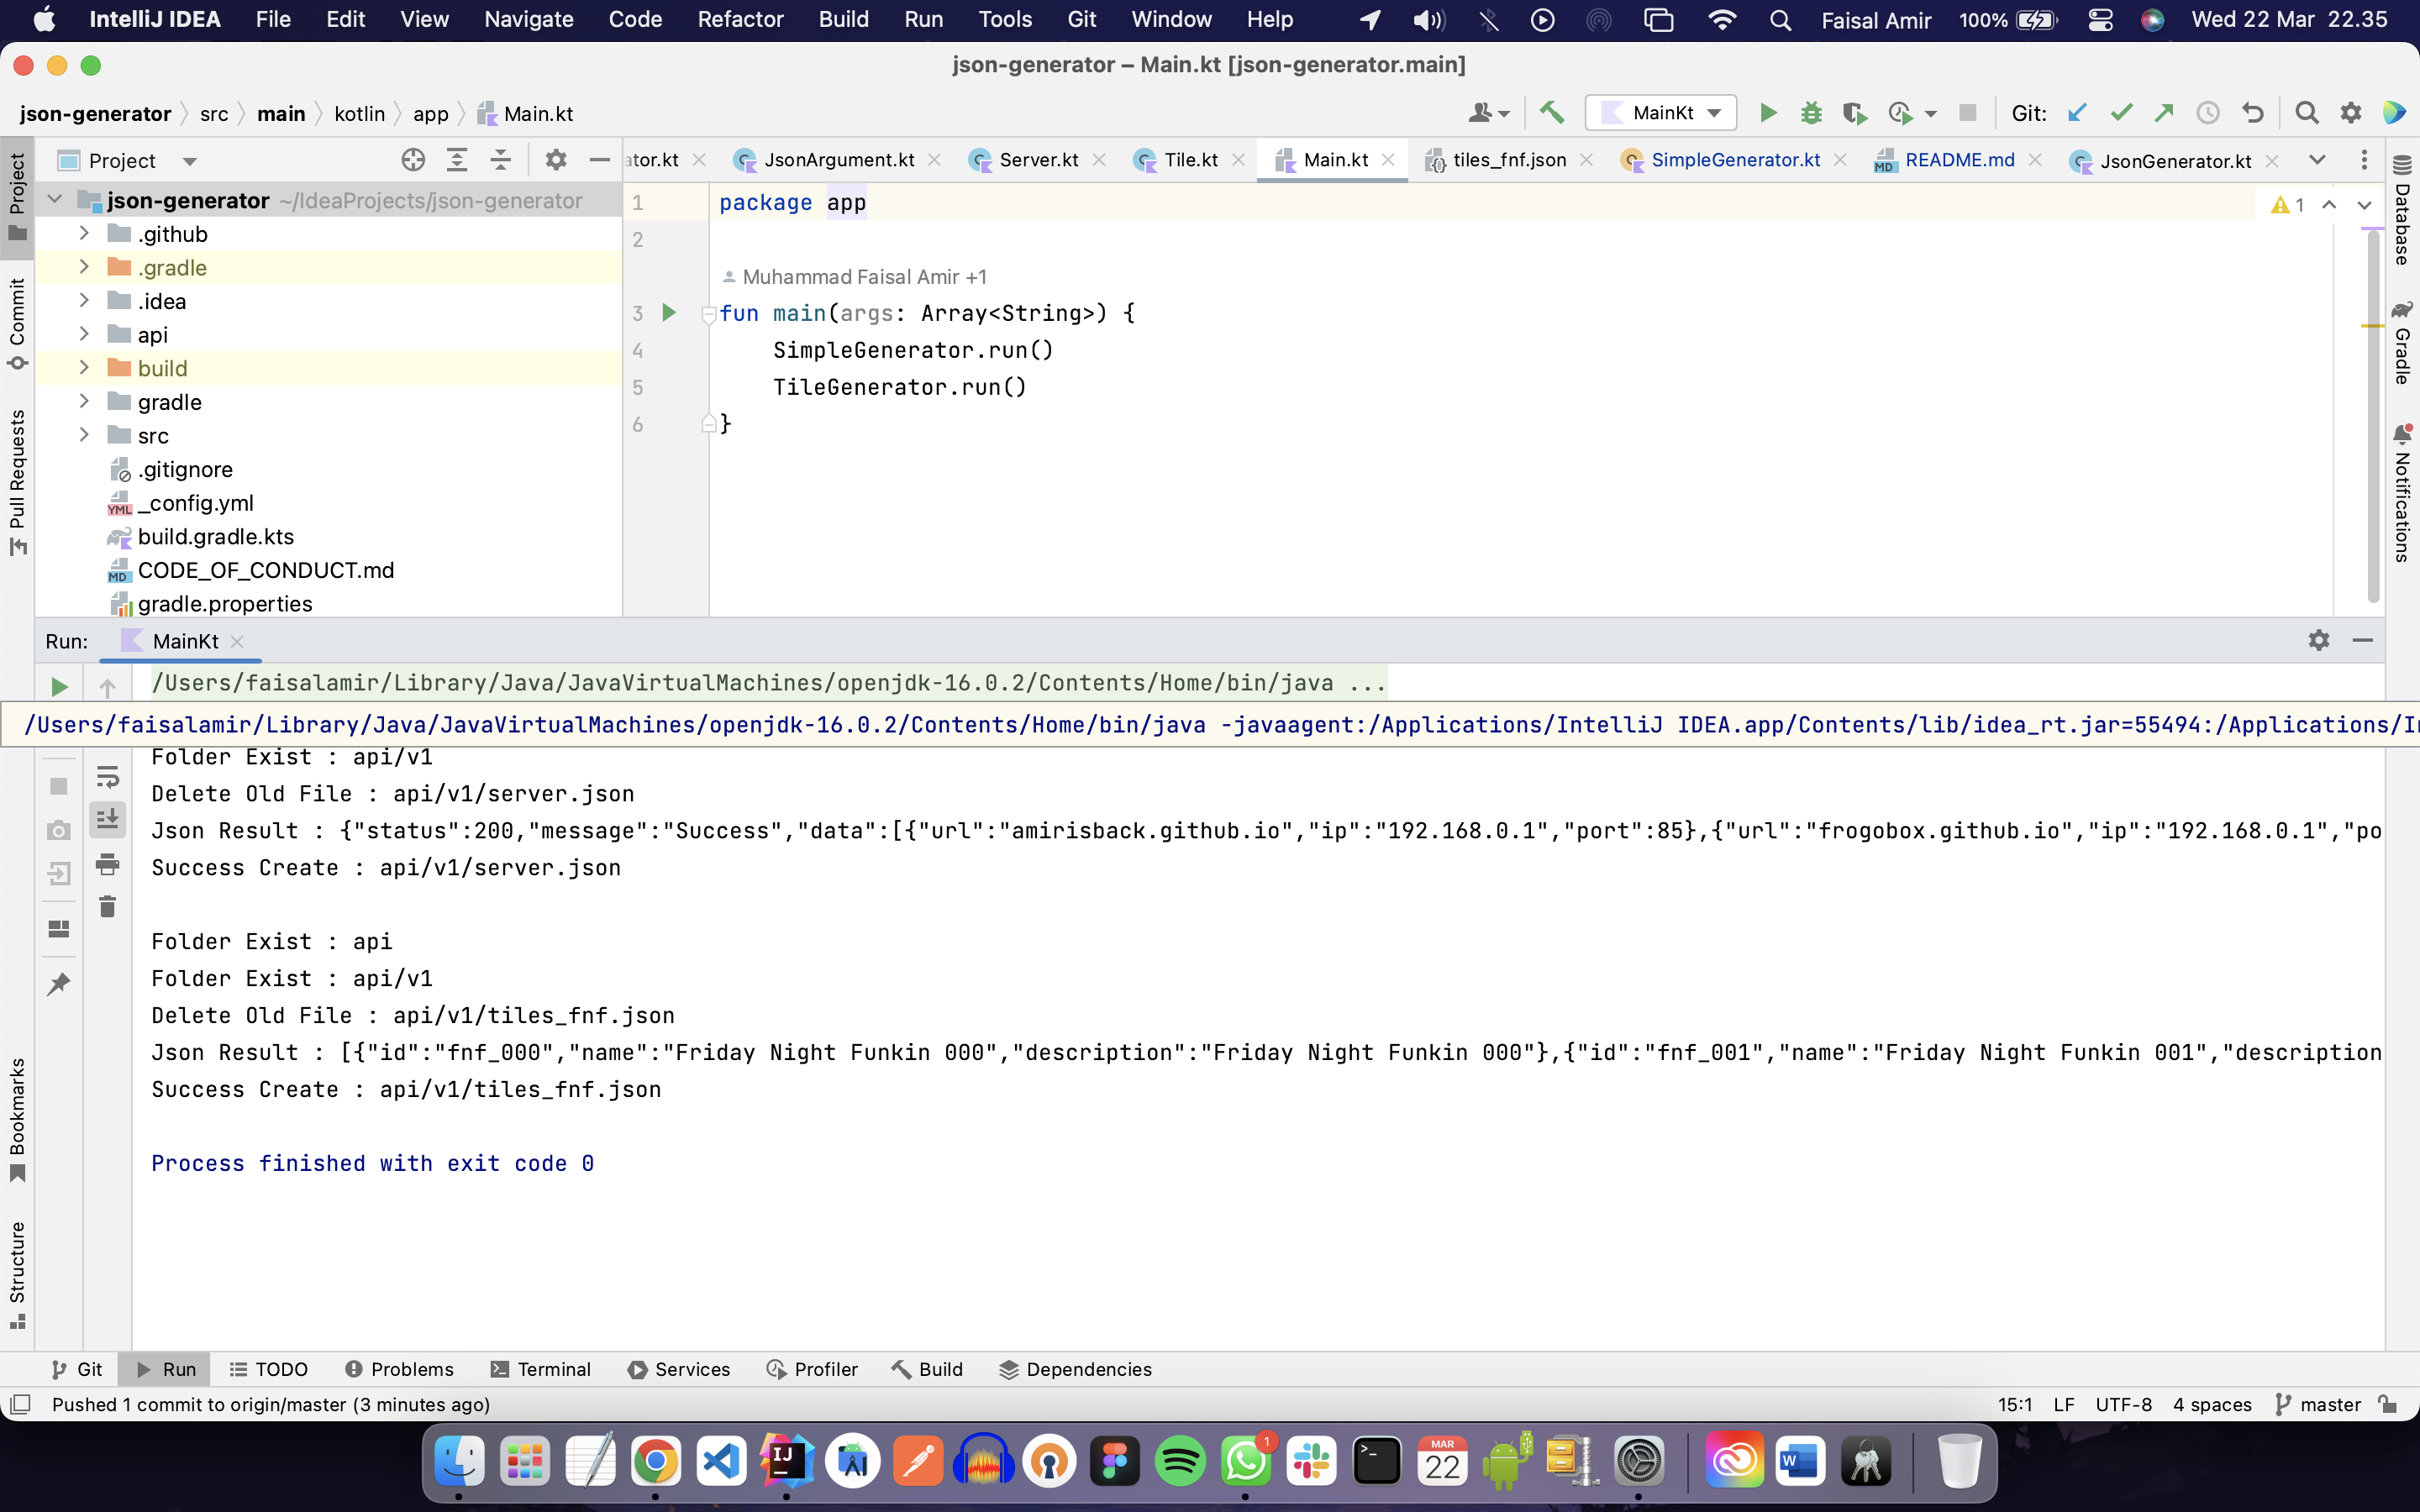 IntelliJ IDEA File Edit View Navigate Code Refactor Build Run Tools Git Window Help Faisal Amir 100% Wed 22 Mar 22.35
json-generator – Main.kt [json-generator.main]
json-generator src main kotlin app Main.kt MainKt Git:
Project ator.kt JsonArgument.kt Server.kt Tile.kt Main.kt tiles_fnf.json SimpleGenerator.kt README.md JsonGenerator.kt
Project
Commit
Pull Requests
json-generator ~/IdeaProjects/json-generator
.github
.gradle
.idea
api
build
gradle
src
.gitignore
YML _config.yml
build.gradle.kts
MD CODE_OF_CONDUCT.md
gradle.properties
1 package app
2
Muhammad Faisal Amir +1
3 fun main(args: Array<String>) {
4 SimpleGenerator.run()
5 TileGenerator.run()
6 }
1
Database
Gradle
Notifications
Run: MainKt
/Users/faisalamir/Library/Java/JavaVirtualMachines/openjdk-16.0.2/Contents/Home/bin/java ...
/Users/faisalamir/Library/Java/JavaVirtualMachines/openjdk-16.0.2/Contents/Home/bin/java -javaagent:/Applications/IntelliJ IDEA.app/Contents/lib/idea_rt.jar=55494:/Applications/I
Folder Exist : api/v1
Delete Old File : api/v1/server.json
Json Result : {"status":200,"message":"Success","data":[{"url":"amirisback.github.io","ip":"192.168.0.1","port":85},{"url":"frogobox.github.io","ip":"192.168.0.1","po
Success Create : api/v1/server.json
Folder Exist : api
Folder Exist : api/v1
Delete Old File : api/v1/tiles_fnf.json
Json Result : [{"id":"fnf_000","name":"Friday Night Funkin 000","description":"Friday Night Funkin 000"},{"id":"fnf_001","name":"Friday Night Funkin 001","description
Success Create : api/v1/tiles_fnf.json
Process finished with exit code 0
Bookmarks
Structure
Git Run TODO Problems Terminal Services Profiler Build Dependencies
Pushed 1 commit to origin/master (3 minutes ago) 15:1 LF UTF-8 4 spaces master
IJ 1 >_ MAR 22 W